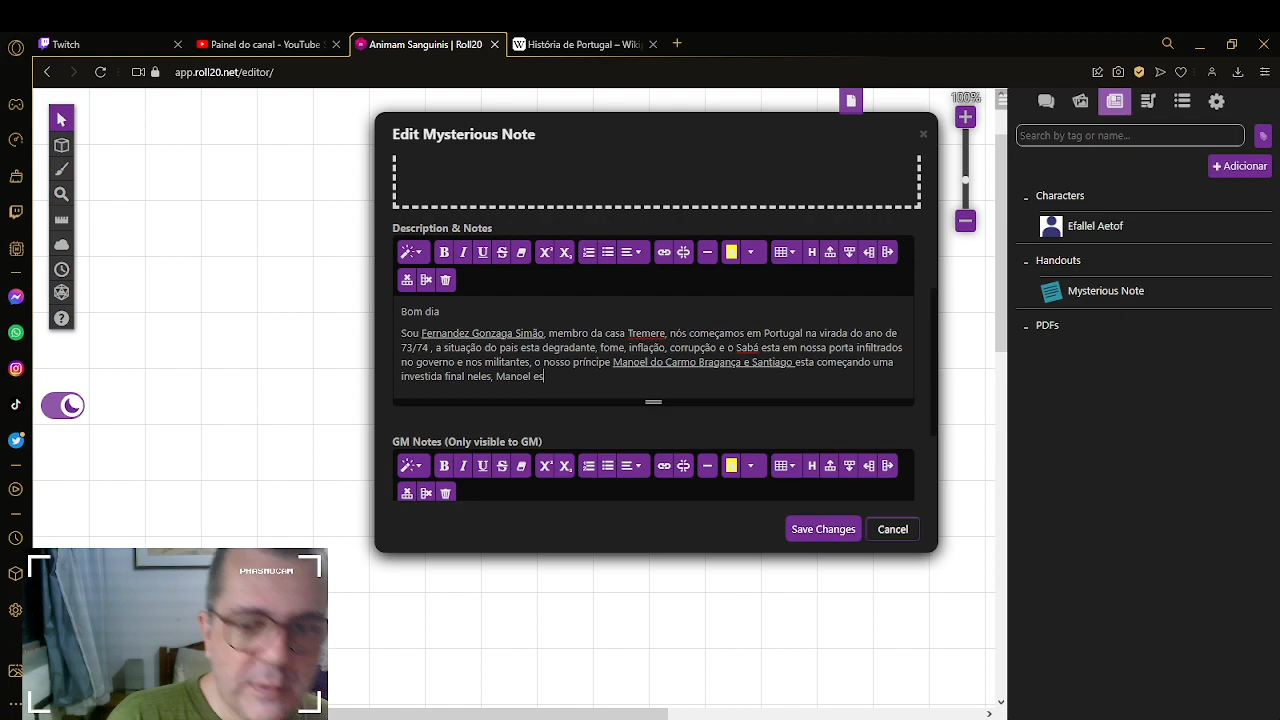 Twitch
Painel do canal - YouTube S
Animam Sanguinis | Roll20
História de Portugal – Wiki
app.roll20.net/editor/
100%
Edit Mysterious Note
Search by tag or name...
Adicionar
Characters
Efallel Aetof
Handouts
Mysterious Note
PDFs
Description & Notes
Bom dia
Sou Fernandez Gonzaga Simão, membro da casa Tremere, nós começamos em Portugal na virada do ano de
73/74 , a situação do pais esta degradante, fome, inflação, corrupção e o Sabá esta em nossa porta infiltrados
no governo e nos militantes, o nosso príncipe Manoel do Carmo Bragança e Santiago esta começando uma
investida final neles, Manoel es
GM Notes (Only visible to GM)
Save Changes
Cancel
PHASMUCAM